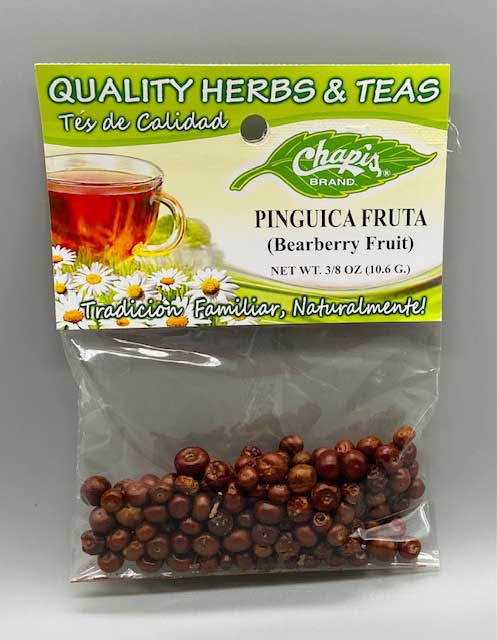 QUALITY HERBS & TEAS
Tés de Calidad
Chapis®
BRAND
PINGUICA FRUTA
(Bearberry Fruit)
NET WT. 3/8 OZ (10.6 G.)
Tradición Familiar, Naturalmente!